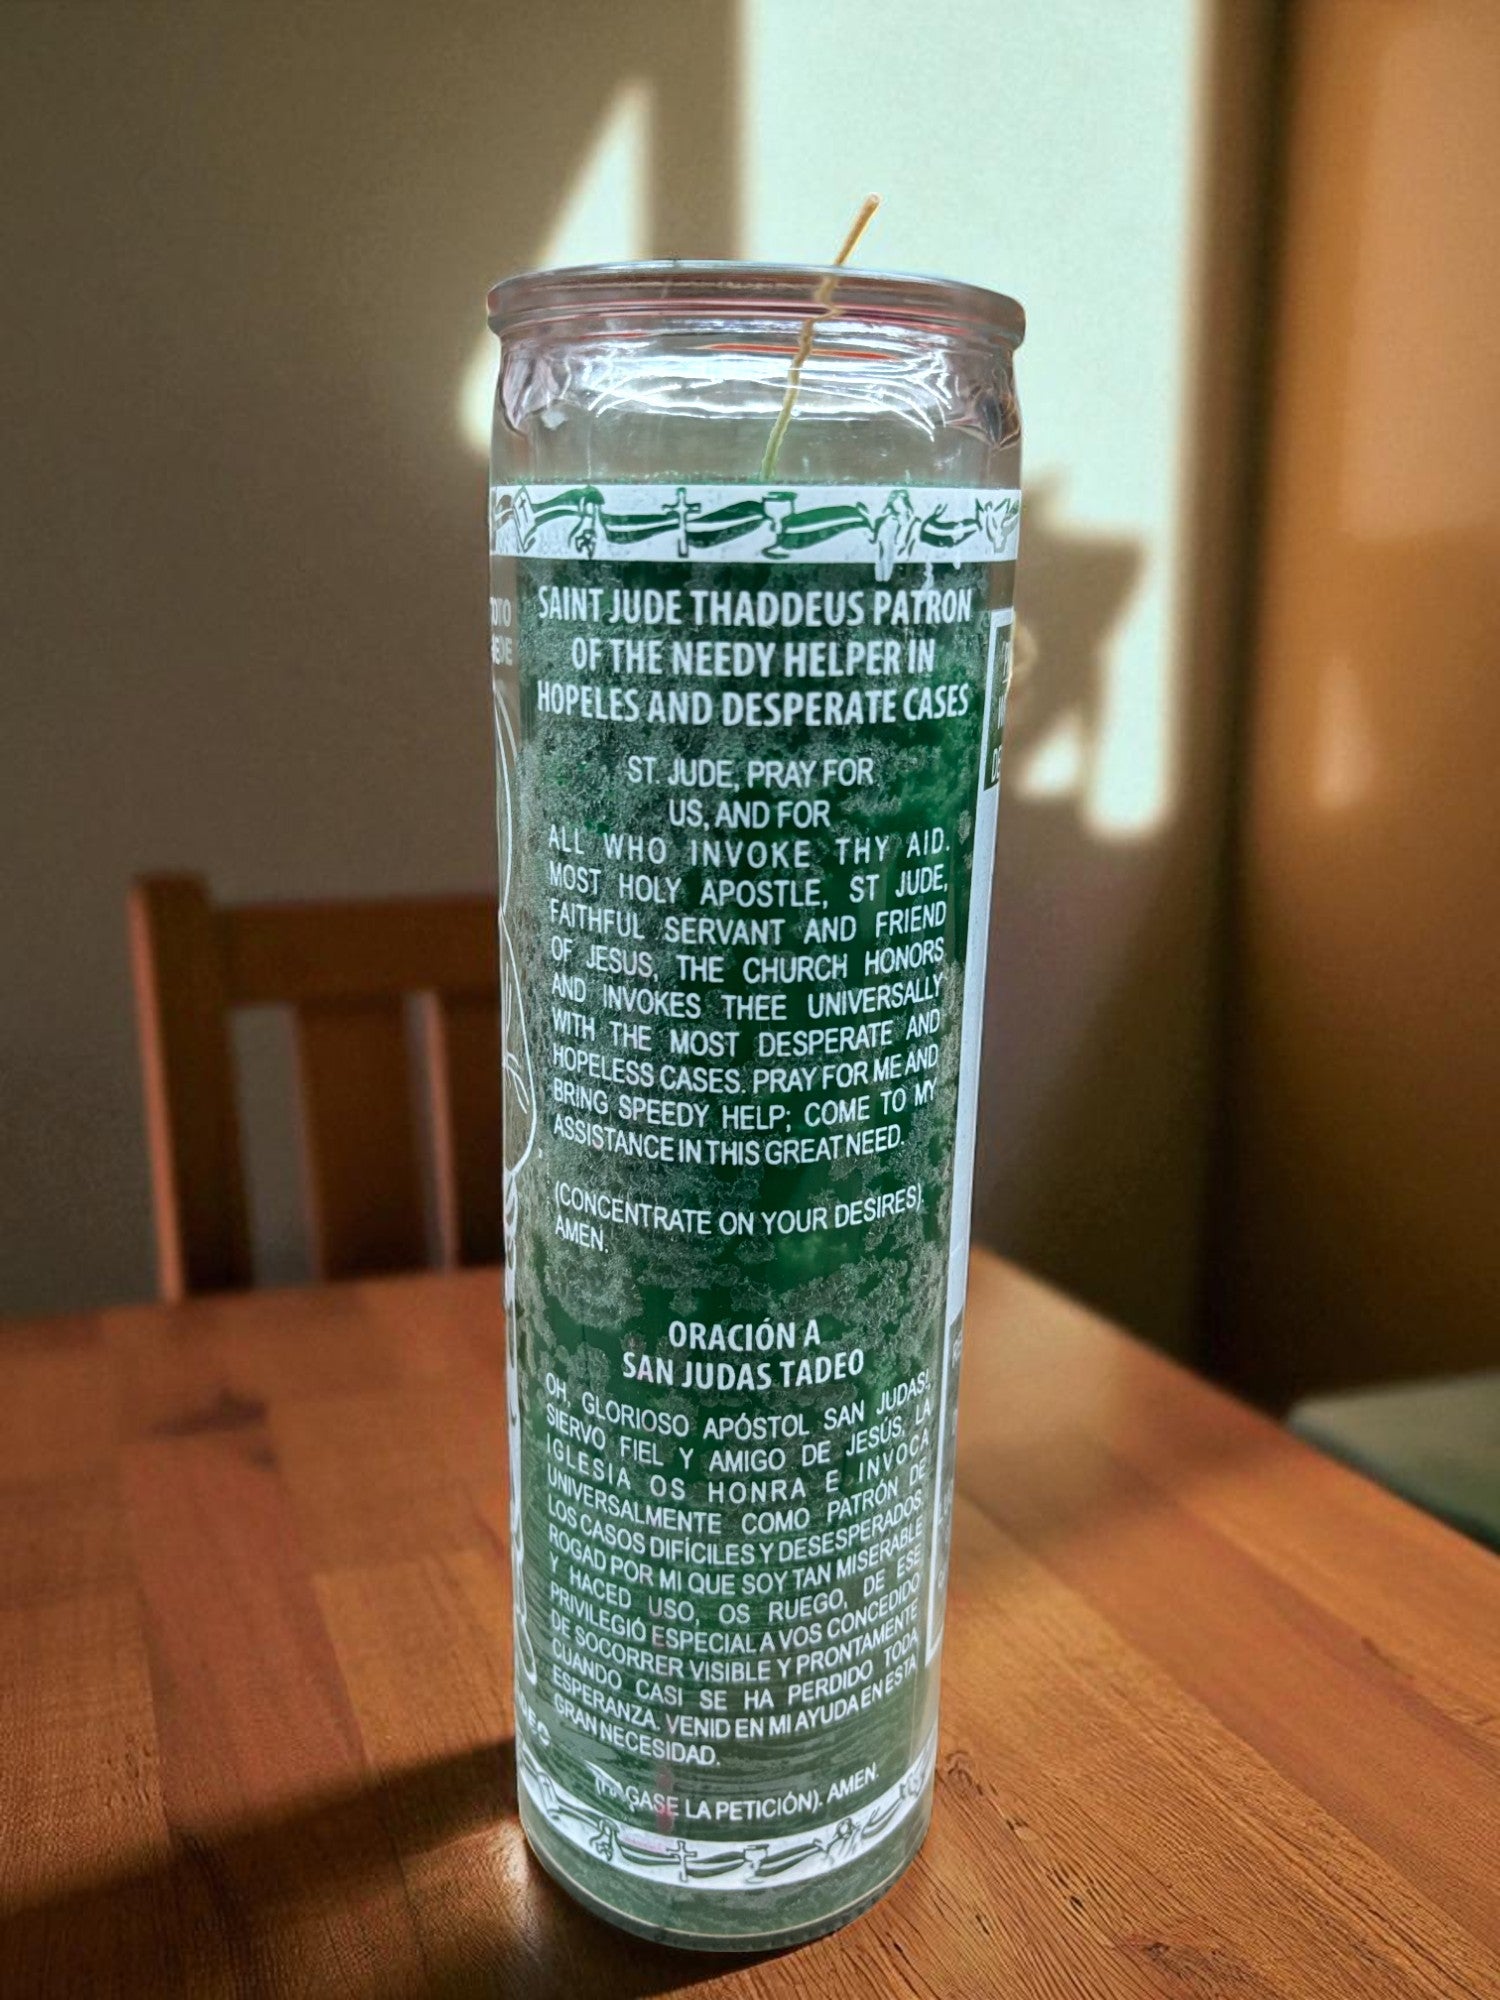 SAINT JUDE THADDEUS PATRON
OF THE NEEDY HELPER IN
HOPELES AND DESPERATE CASES
ST. JUDE, PRAY FOR
US, AND FOR
ALL WHO INVOKE THY AID.
MOST HOLY APOSTLE, ST JUDE,
FAITHFUL SERVANT AND FRIEND
OF JESUS, THE CHURCH HONORS
AND INVOKES THEE UNIVERSALLY
WITH THE MOST DESPERATE AND
HOPELESS CASES. PRAY FOR ME AND
BRING SPEEDY HELP; COME TO MY
ASSISTANCE IN THIS GREAT NEED.
(CONCENTRATE ON YOUR DESIRES)
AMEN.
ORACIÓN A
SAN JUDAS TADEO
OH, GLORIOSO APÓSTOL SAN JUDAS!,
SIERVO FIEL Y AMIGO DE JESÚS, LA
IGLESIA OS HONRA E INVOCA
UNIVERSALMENTE COMO PATRÓN DE
LOS CASOS DIFÍCILES Y DESESPERADOS.
ROGAD POR MI QUE SOY TAN MISERABLE
Y HACED USO, OS RUEGO, DE ESE
PRIVILEGIÓ ESPECIAL A VOS CONCEDIDO
DE SOCORRER VISIBLE Y PRONTAMENTE
CUANDO CASI SE HA PERDIDO TODA
ESPERANZA. VENID EN MI AYUDA EN ESTA
GRAN NECESIDAD.
(HAGASE LA PETICIÓN). AMEN.